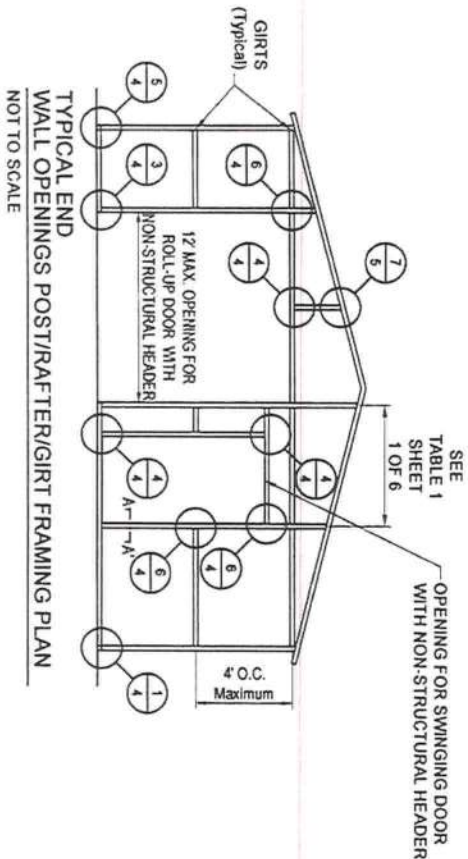 SEE
TABLE 1
SHEET
1 OF 6
OPENING FOR SWINGING DOOR
WITH NON-STRUCTURAL HEADER
GIRTS
(Typical)
7
5
6
4
4
4
4
4
5
4
3
4
12' MAX. OPENING FOR
ROLL-UP DOOR WITH
NON-STRUCTURAL HEADER
4' O.C.
Maximum
6
4
6
4
A
A'
4
4
1
4
TYPICAL END
WALL OPENINGS POST/RAFTER/GIRT FRAMING PLAN
NOT TO SCALE